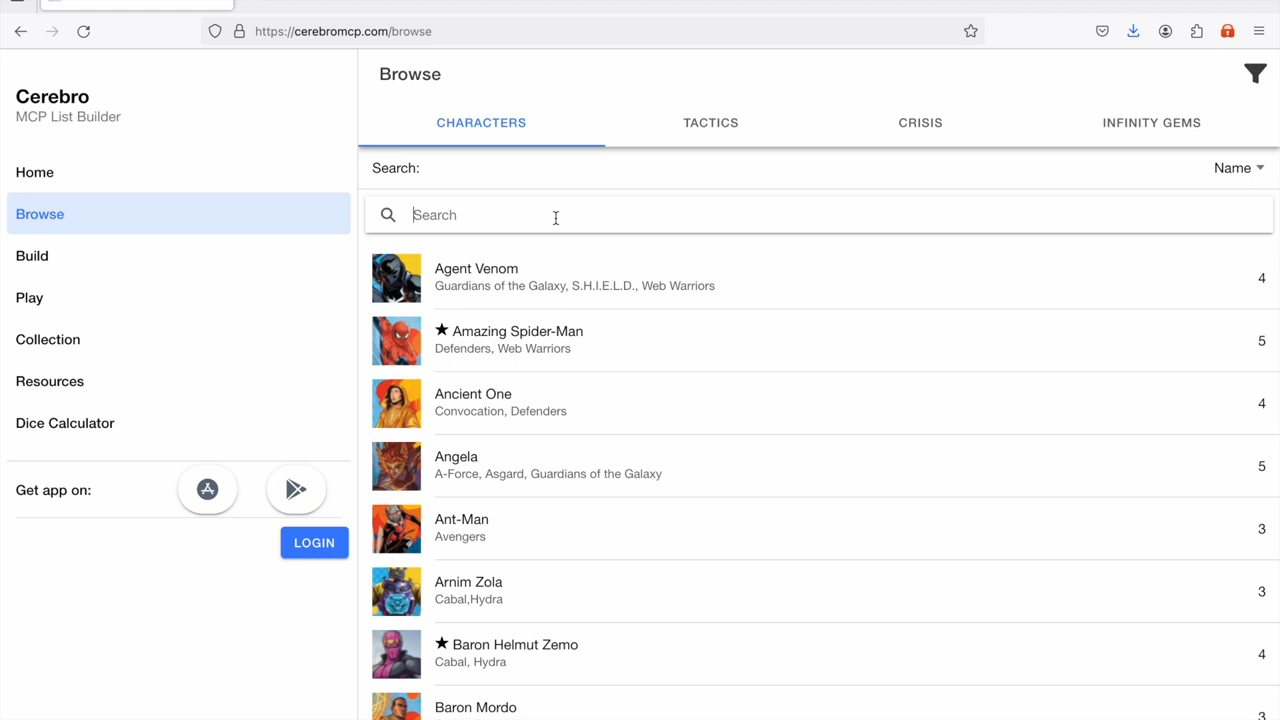 https://cerebromcp.com/browse
Cerebro
MCP List Builder
Home
Browse
Build
Play
Collection
Resources
Dice Calculator
Get app on:
LOGIN
Browse
CHARACTERS
TACTICS
CRISIS
INFINITY GEMS
Search:
Name
Search
Agent Venom
Guardians of the Galaxy, S.H.I.E.L.D., Web Warriors
4
★ Amazing Spider-Man
Defenders, Web Warriors
5
Ancient One
Convocation, Defenders
4
Angela
A-Force, Asgard, Guardians of the Galaxy
5
Ant-Man
Avengers
3
Arnim Zola
Cabal,Hydra
3
★ Baron Helmut Zemo
Cabal, Hydra
4
Baron Mordo
3